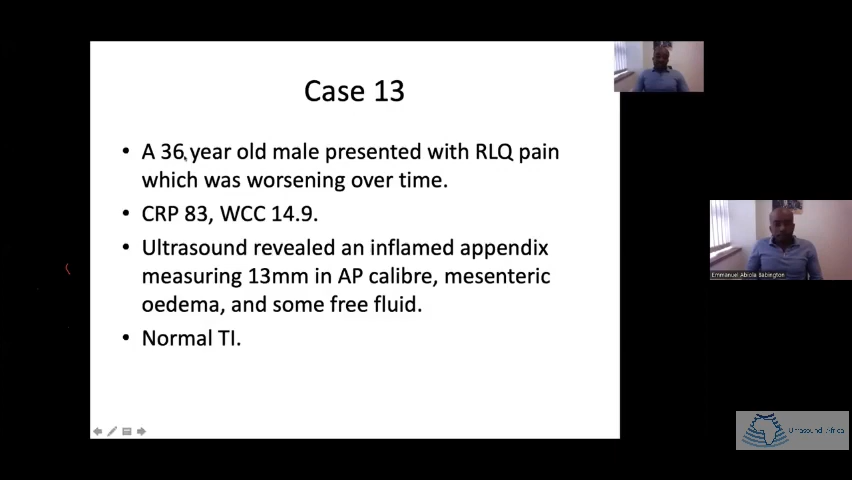 Case 13
• A 36 year old male presented with RLQ pain
which was worsening over time.
• CRP 83, WCC 14.9.
• Ultrasound revealed an inflamed appendix
measuring 13mm in AP calibre, mesenteric
oedema, and some free fluid.
• Normal TI.
Emmanuel Abiola Babington
Ultrasound Africa